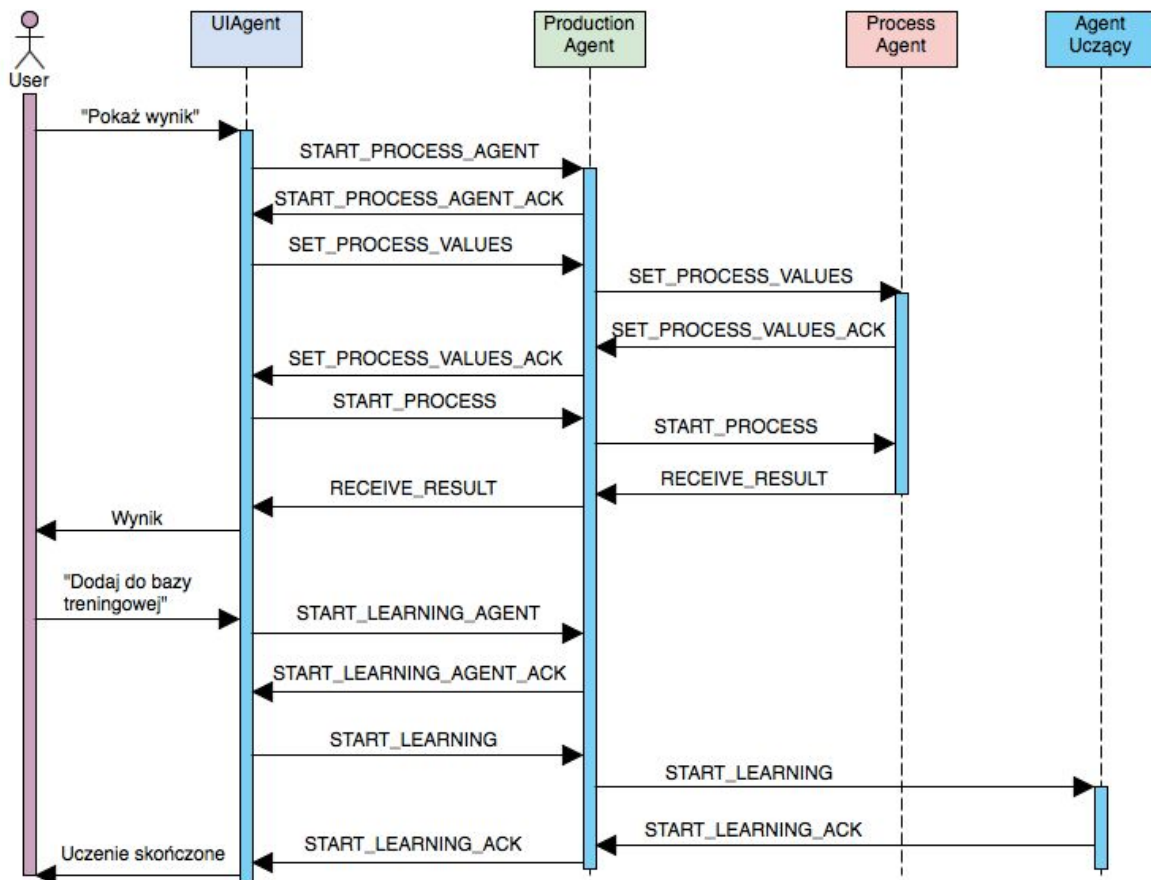 UIAgent
Production
Agent
Process
Agent
Agent
Uczący
User
"Pokaż wynik"
START_PROCESS_AGENT
START_PROCESS_AGENT_ACK
SET_PROCESS_VALUES
SET_PROCESS_VALUES
SET_PROCESS_VALUES_ACK
SET_PROCESS_VALUES_ACK
START_PROCESS
START_PROCESS
RECEIVE_RESULT
RECEIVE_RESULT
Wynik
"Dodaj do bazy
treningowej"
START_LEARNING_AGENT
START_LEARNING_AGENT_ACK
START_LEARNING
START_LEARNING
START_LEARNING_ACK
START_LEARNING_ACK
Uczenie skończone